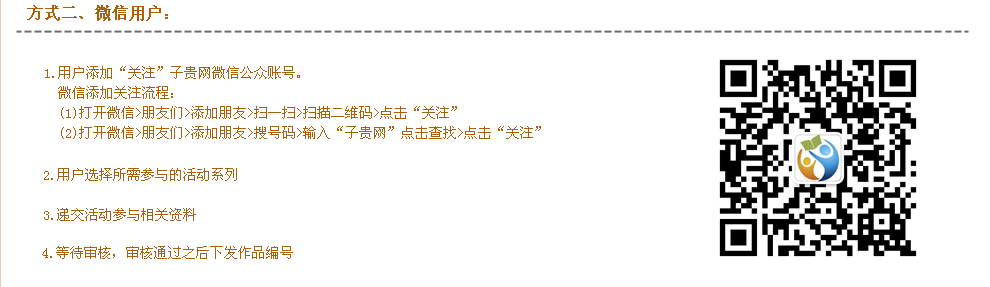 方式二、微信用户：
1.用户添加“关注”子贵网微信公众账号。
微信添加关注流程：
(1)打开微信>朋友们>添加朋友>扫一扫>扫描二维码>点击“关注”
(2)打开微信>朋友们>添加朋友>搜号码>输入“子贵网”点击查找>点击“关注”
2.用户选择所需参与的活动系列
3.递交活动参与相关资料
4.等待审核，审核通过之后下发作品编号